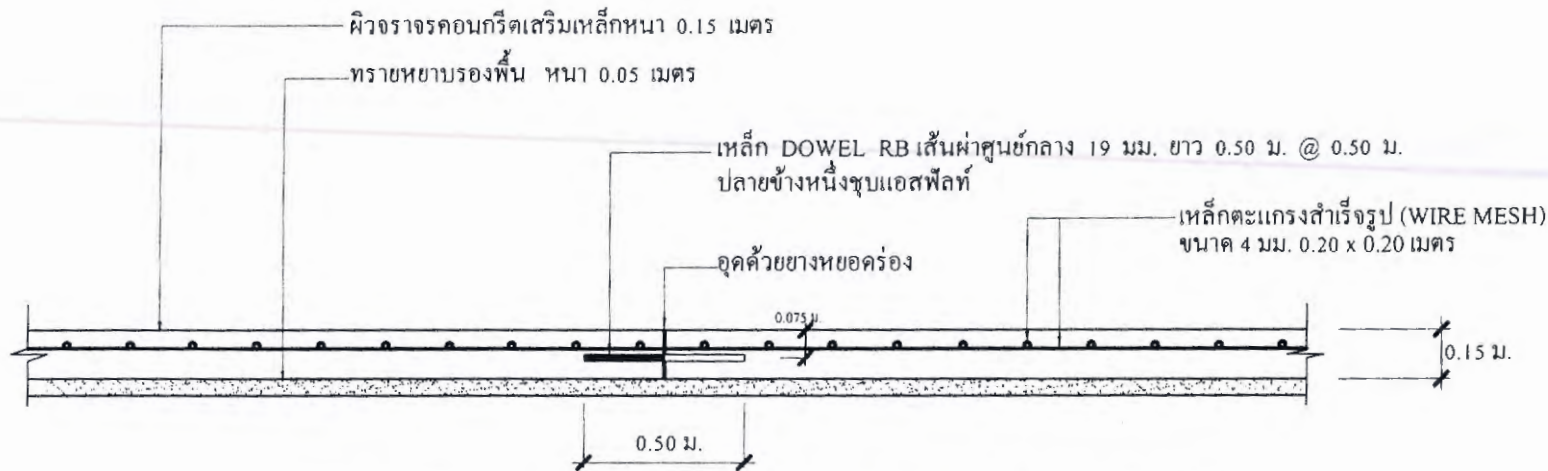 ผิวจราจรคอนกรีตเสริมเหล็กหนา 0.15 เมตร
ทรายหยาบรองพื้น หนา 0.05 เมตร
เหล็ก DOWEL RB เส้นผ่าศูนย์กลาง 19 มม. ยาว 0.50 ม. @ 0.50 ม.
ปลายข้างหนึ่งชุบแอสฟัลท์
เหล็กตะแกรงสำเร็จรูป (WIRE MESH)
ขนาด 4 มม. 0.20 x 0.20 เมตร
อุดด้วยยางหยอดร่อง
0.075 ม.
0.15 ม.
0.50 ม.